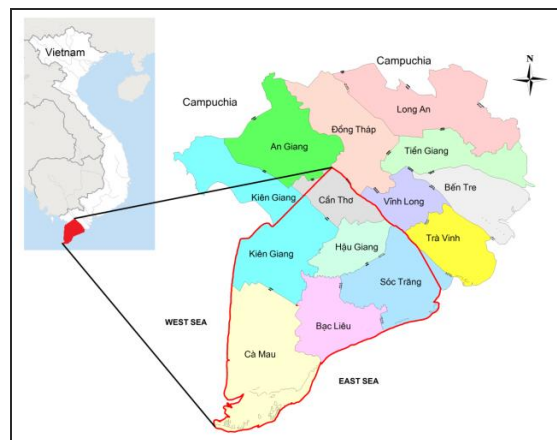 Vietnam
Campuchia
Campuchia
N
Long An
Đồng Tháp
An Giang
Tiền Giang
Bến Tre
Kiên Giang
Cần Thơ
Vĩnh Long
Trà Vinh
Kiên Giang
Hậu Giang
Sóc Trăng
WEST SEA
Bạc Liêu
Cà Mau
EAST SEA